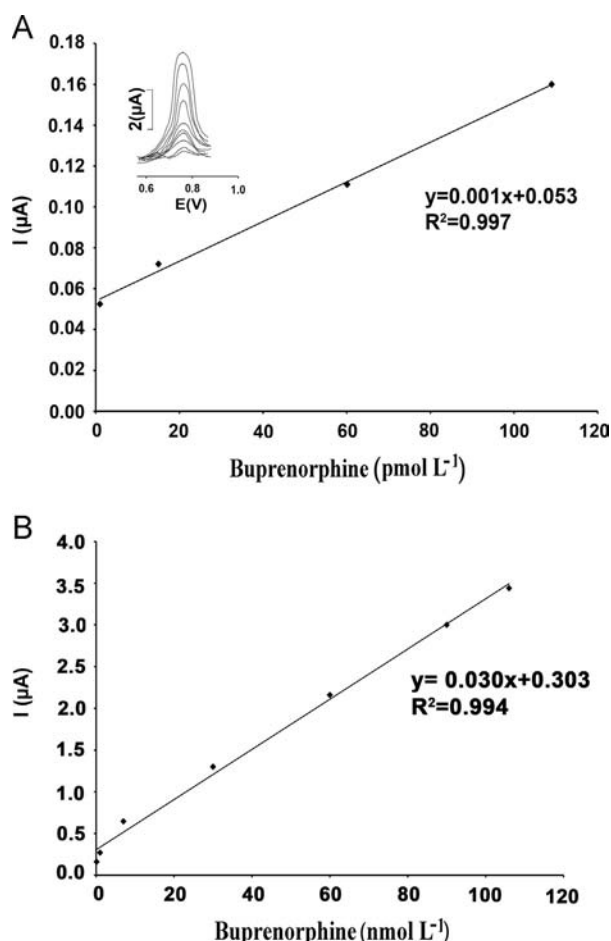 A
0.18
0.16
0.14
0.12
0.10
0.08
0.06
0.04
0.02
0.00
I (µA)
2(µA)
0.6 0.8 1.0
E(V)
y=0.001x+0.053
R²=0.997
0 20 40 60 80 100 120
Buprenorphine (pmol L⁻¹)
B
4.0
3.5
3.0
2.5
2.0
1.5
1.0
0.5
0.0
I (µA)
y= 0.030x+0.303
R²=0.994
0 20 40 60 80 100 120
Buprenorphine (nmol L⁻¹)